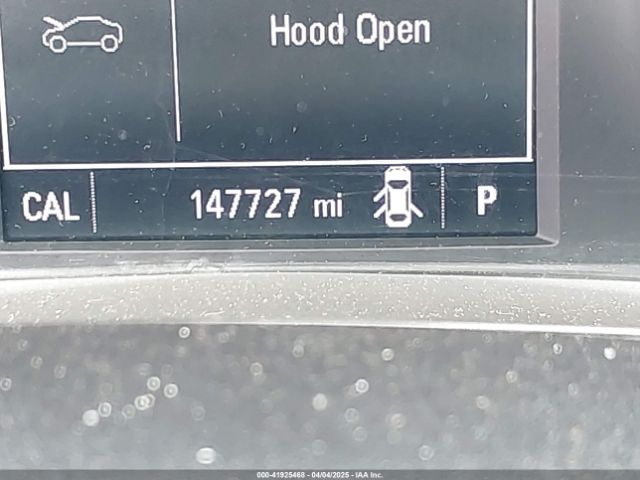 Hood Open
CAL 147727 mi P
000-41925468 - 04/04/2025 - IAA Inc.